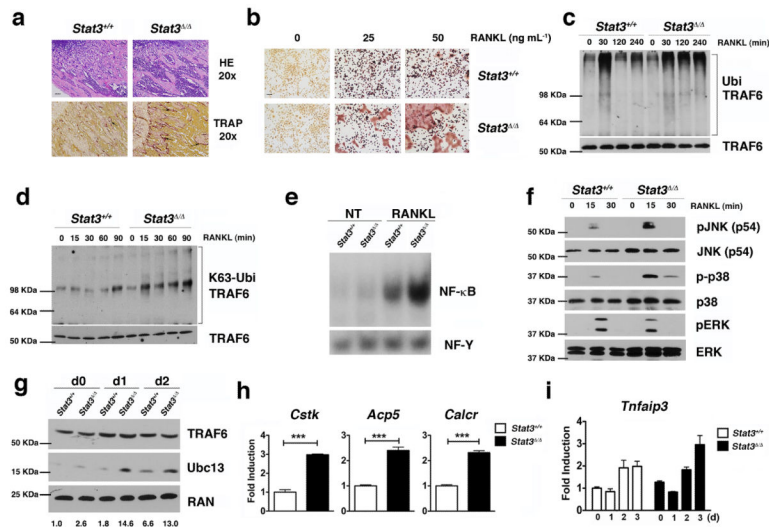 a
Stat3+/+ Stat3Δ/Δ
HE
20x
TRAP
20x
b
RANKL (ng mL-1)
0 25 50
Stat3+/+
Stat3Δ/Δ
c
Stat3+/+ Stat3Δ/Δ
0 30 120 240 0 30 120 240 RANKL (min)
98 KDa
64 KDa
50 KDa
Ubi
TRAF6
TRAF6
d
Stat3+/+ Stat3Δ/Δ
0 15 30 60 90 0 15 30 60 90 RANKL (min)
98 KDa
64 KDa
50 KDa
K63-Ubi
TRAF6
TRAF6
e
NT RANKL
Stat3+/+ Stat3Δ/Δ Stat3+/+ Stat3Δ/Δ
NF-κB
NF-Y
f
Stat3+/+ Stat3Δ/Δ
RANKL (min) 0 15 30 0 15 30
50 KDa pJNK (p54)
50 KDa JNK (p54)
37 KDa p-p38
37 KDa p38
37 KDa pERK
37 KDa ERK
g
d0 d1 d2
Stat3+/+ Stat3Δ/Δ Stat3+/+ Stat3Δ/Δ Stat3+/+ Stat3Δ/Δ
50 KDa TRAF6
15 KDa Ubc13
25 KDa RAN
1.0 2.6 1.8 14.6 6.6 13.0
h
Cstk Acp5 Calcr
*** *** ***
Fold Induction
4
3
2
1
0
Stat3+/+
Stat3Δ/Δ
i
Tnfaip3
Fold Induction
4
3
2
1
0
Stat3+/+
Stat3Δ/Δ
0 1 2 3 0 1 2 3 (d)